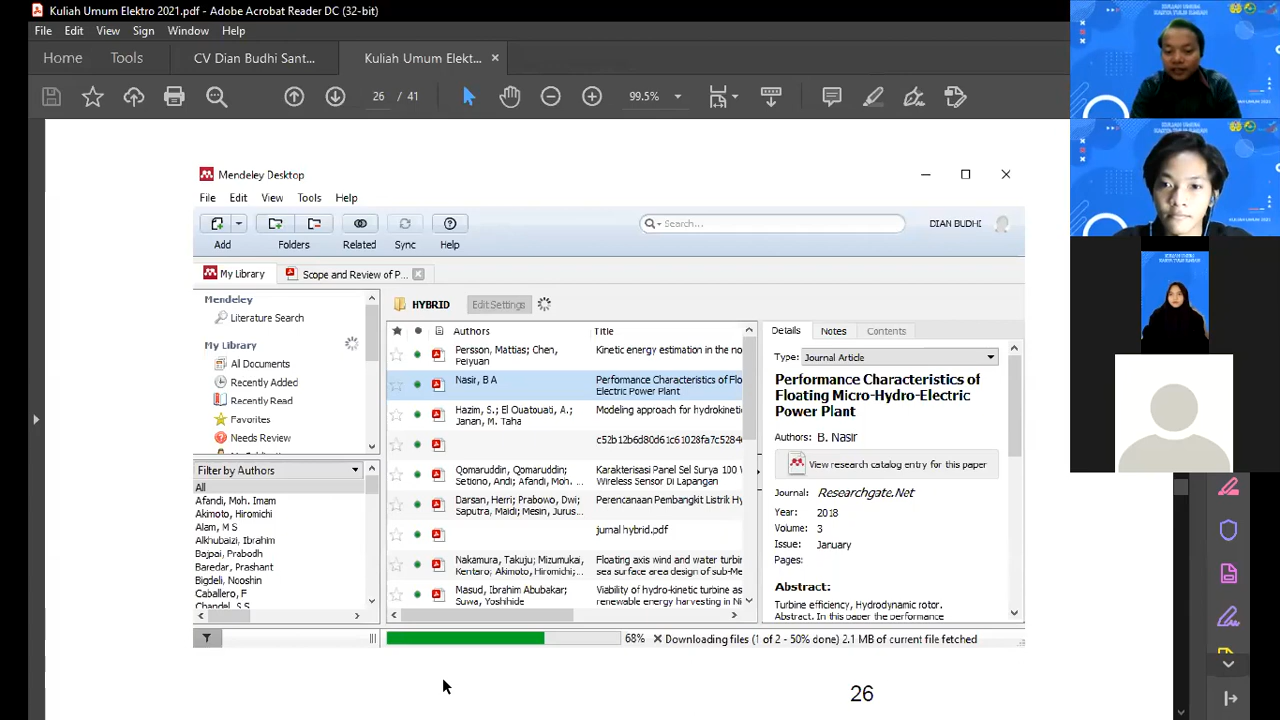 Kuliah Umum Elektro 2021.pdf - Adobe Acrobat Reader DC (32-bit)
File Edit View Sign Window Help
Home Tools CV Dian Budhi Sant... Kuliah Umum Elekt...
26 / 41 99.5%
Mendeley Desktop
File Edit View Tools Help
Search... DIAN BUDHI
Add Folders Related Sync Help
My Library Scope and Review of P...
Mendeley
Literature Search
My Library
All Documents
Recently Added
Recently Read
Favorites
Needs Review
Filter by Authors
All
Afandi, Moh. Imam
Akimoto, Hiromichi
Alam, M S
Alkhubaizi, Ibrahim
Bajpai, Prabodh
Baredar, Prashant
Bigdeli, Nooshin
Caballero, F
Chandel, S.S
HYBRID Edit Settings
Authors Title
Persson, Mattias; Chen, Peiyuan Kinetic energy estimation in the no
Nasir, B A Performance Characteristics of Flo
Electric Power Plant
Hazim, S.; El Ouatouati, A.; Modeling approach for hydrokineti
Janan, M. Taha
c52b12b6d80d61c61028fa7c5284
Qomaruddin, Qomaruddin; Karakterisasi Panel Sel Surya 100 W
Setiono, Andi; Afandi, Moh. Wireless Sensor Di Lapangan
Darsan, Herri; Prabowo, Dwi; Perencanaan Pembangkit Listrik Hy
Saputra, Maidi; Mesin, Jurus...
jurnal hybrid.pdf
Nakamura, Takuju; Mizumukai, Floating axis wind and water turbin
Kentaro; Akimoto, Hiromichi;... sea surface area design of sub-Me
Masud, Ibrahim Abubakar; Viability of hydro-kinetic turbine as
Suwa, Yoshhide renewable energy harvesting in Ni
Details Notes Contents
Type: Journal Article
Performance Characteristics of
Floating Micro-Hydro-Electric
Power Plant
Authors: B. Nasir
View research catalog entry for this paper
Journal: Researchgate.Net
Year: 2018
Volume: 3
Issue: January
Pages:
Abstract:
Turbine efficiency, Hydrodynamic rotor.
Abstract. In this paper the performance
68% Downloading files (1 of 2 - 50% done) 2.1 MB of current file fetched
26